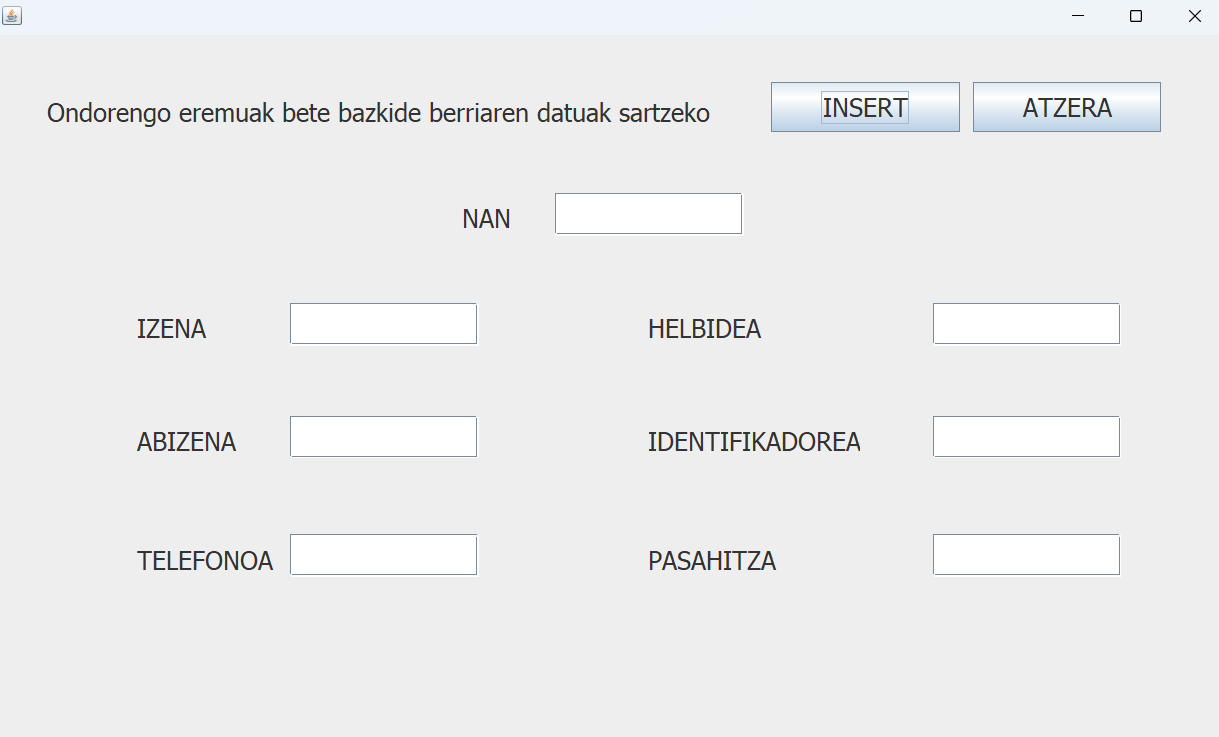 Ondorengo eremuak bete bazkide berriaren datuak sartzeko
INSERT
ATZERA
NAN
IZENA
HELBIDEA
ABIZENA
IDENTIFIKADOREA
TELEFONOA
PASAHITZA